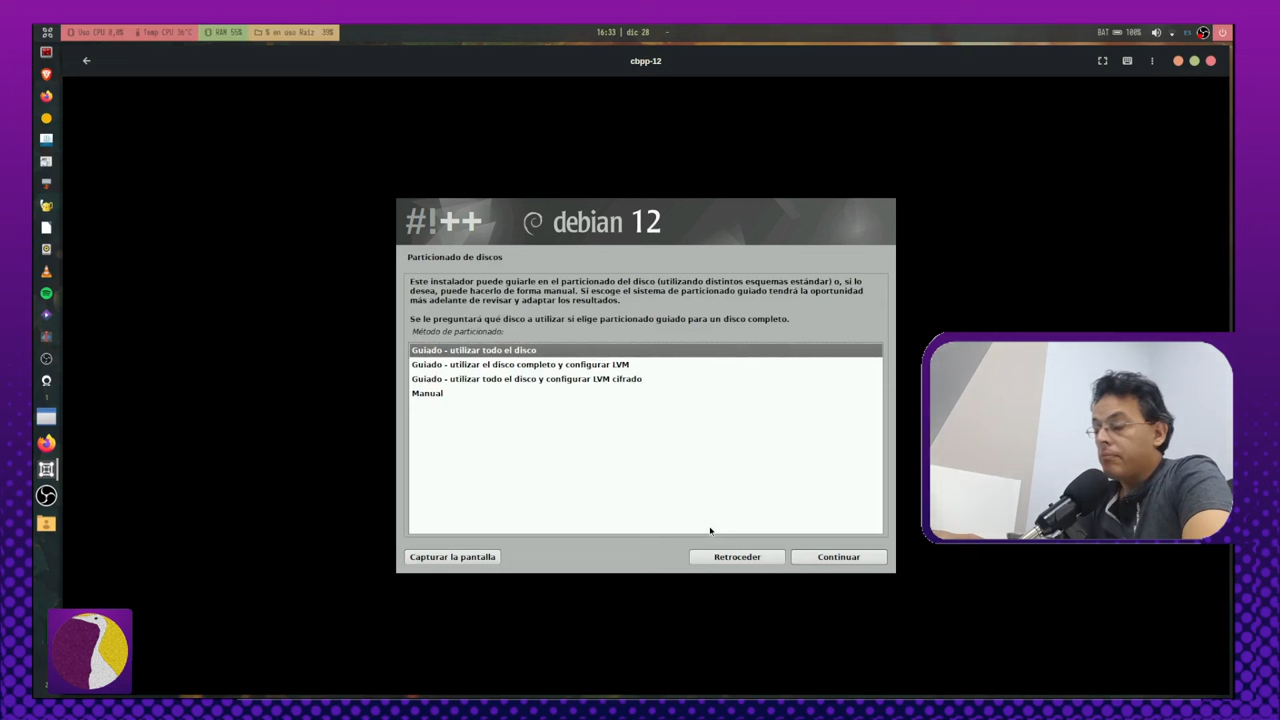 Uso CPU 0,0% Temp CPU 36°C RAM 55% % en uso Raíz 39% 16:33 | dic 28 BAT 100% ES
cbpp-12
#!++ debian 12
Particionado de discos
Este instalador puede guiarle en el particionado del disco (utilizando distintos esquemas estándar) o, si lo
desea, puede hacerlo de forma manual. Si escoge el sistema de particionado guiado tendrá la oportunidad
más adelante de revisar y adaptar los resultados.
Se le preguntará qué disco a utilizar si elige particionado guiado para un disco completo.
Método de particionado:
Guiado - utilizar todo el disco
Guiado - utilizar el disco completo y configurar LVM
Guiado - utilizar todo el disco y configurar LVM cifrado
Manual
1
Capturar la pantalla Retroceder Continuar